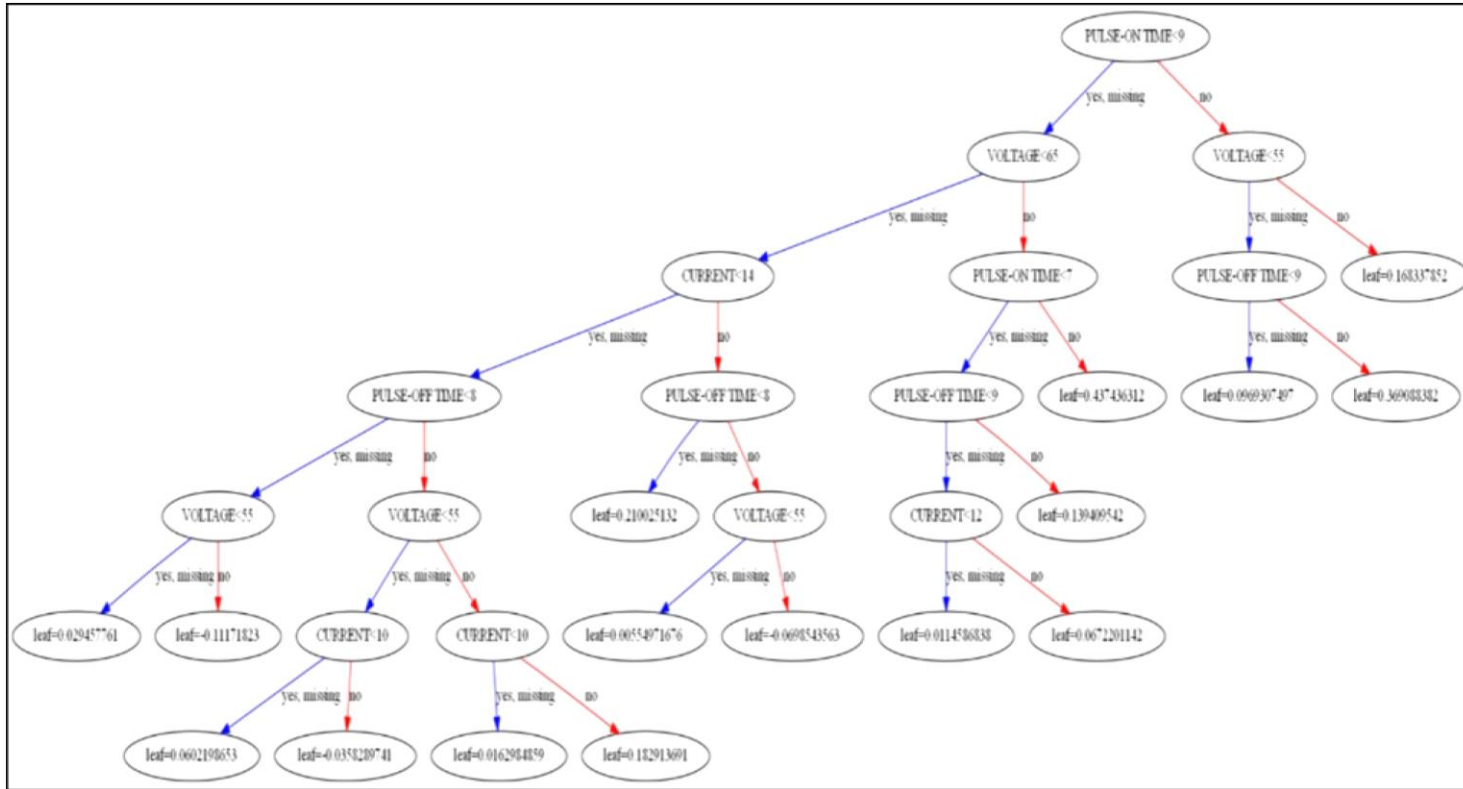 PULSE-ON TIME<9
yes, missing
no
VOLTAGE<65
VOLTAGE<55
yes, missing
no
yes, missing
no
CURRENT<14
PULSE-ON TIME<7
PULSE-OFF TIME<9
leaf=0.168337852
yes, missing
no
yes, missing
no
yes, missing
no
PULSE-OFF TIME<8
PULSE-OFF TIME<8
PULSE-OFF TIME<9
leaf=0.437436312
leaf=0.0969307497
leaf=0.369088382
yes, missing
no
yes, missing
no
yes, missing
no
VOLTAGE<55
VOLTAGE<55
leaf=0.210025132
VOLTAGE<55
CURRENT<12
leaf=0.139409542
yes, missing
no
yes, missing
no
yes, missing
no
yes, missing
no
leaf=0.029457761
leaf=-0.11171823
CURRENT<10
CURRENT<10
leaf=0.00554971676
leaf=-0.0698543563
leaf=0.0114586838
leaf=0.0672201142
yes, missing
no
yes, missing
no
leaf=0.0602198653
leaf=-0.0358289741
leaf=0.0162984859
leaf=0.182913691